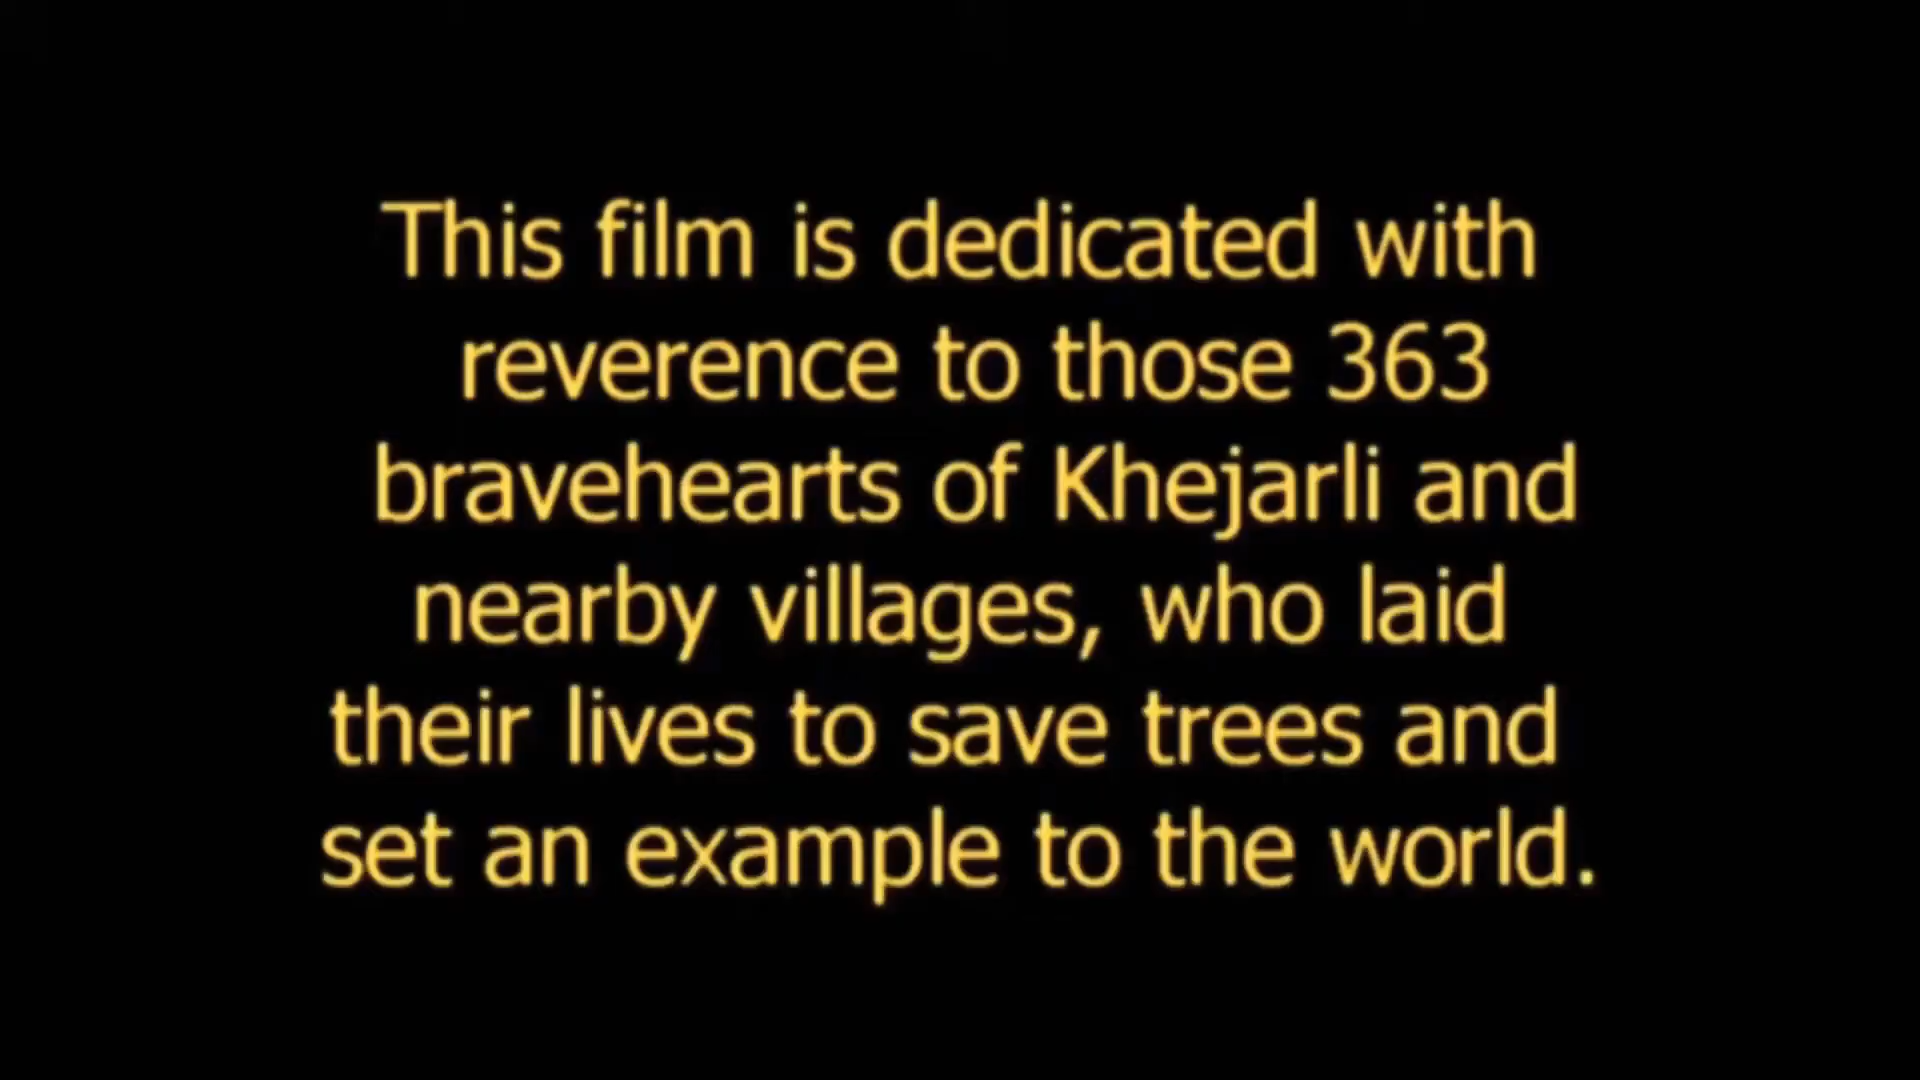 This film is dedicated with
reverence to those 363
bravehearts of Khejarli and
nearby villages, who laid
their lives to save trees and
set an example to the world.